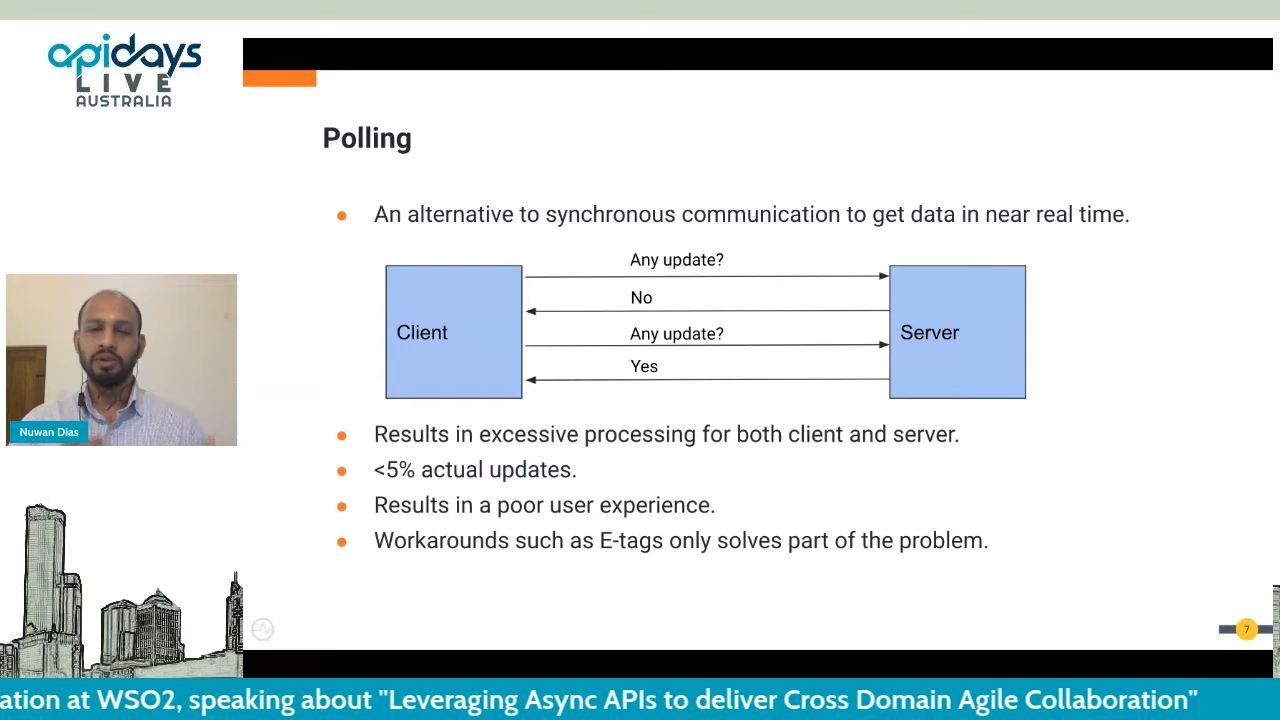 apidays
LIVE
AUSTRALIA
Polling
An alternative to synchronous communication to get data in near real time.
Any update?
No
Client
Any update?
Server
Yes
Nuwan Dias
Results in excessive processing for both client and server.
<5% actual updates.
Results in a poor user experience.
Workarounds such as E-tags only solves part of the problem.
7
ation at WSO2, speaking about "Leveraging Async APIs to deliver Cross Domain Agile Collaboration"